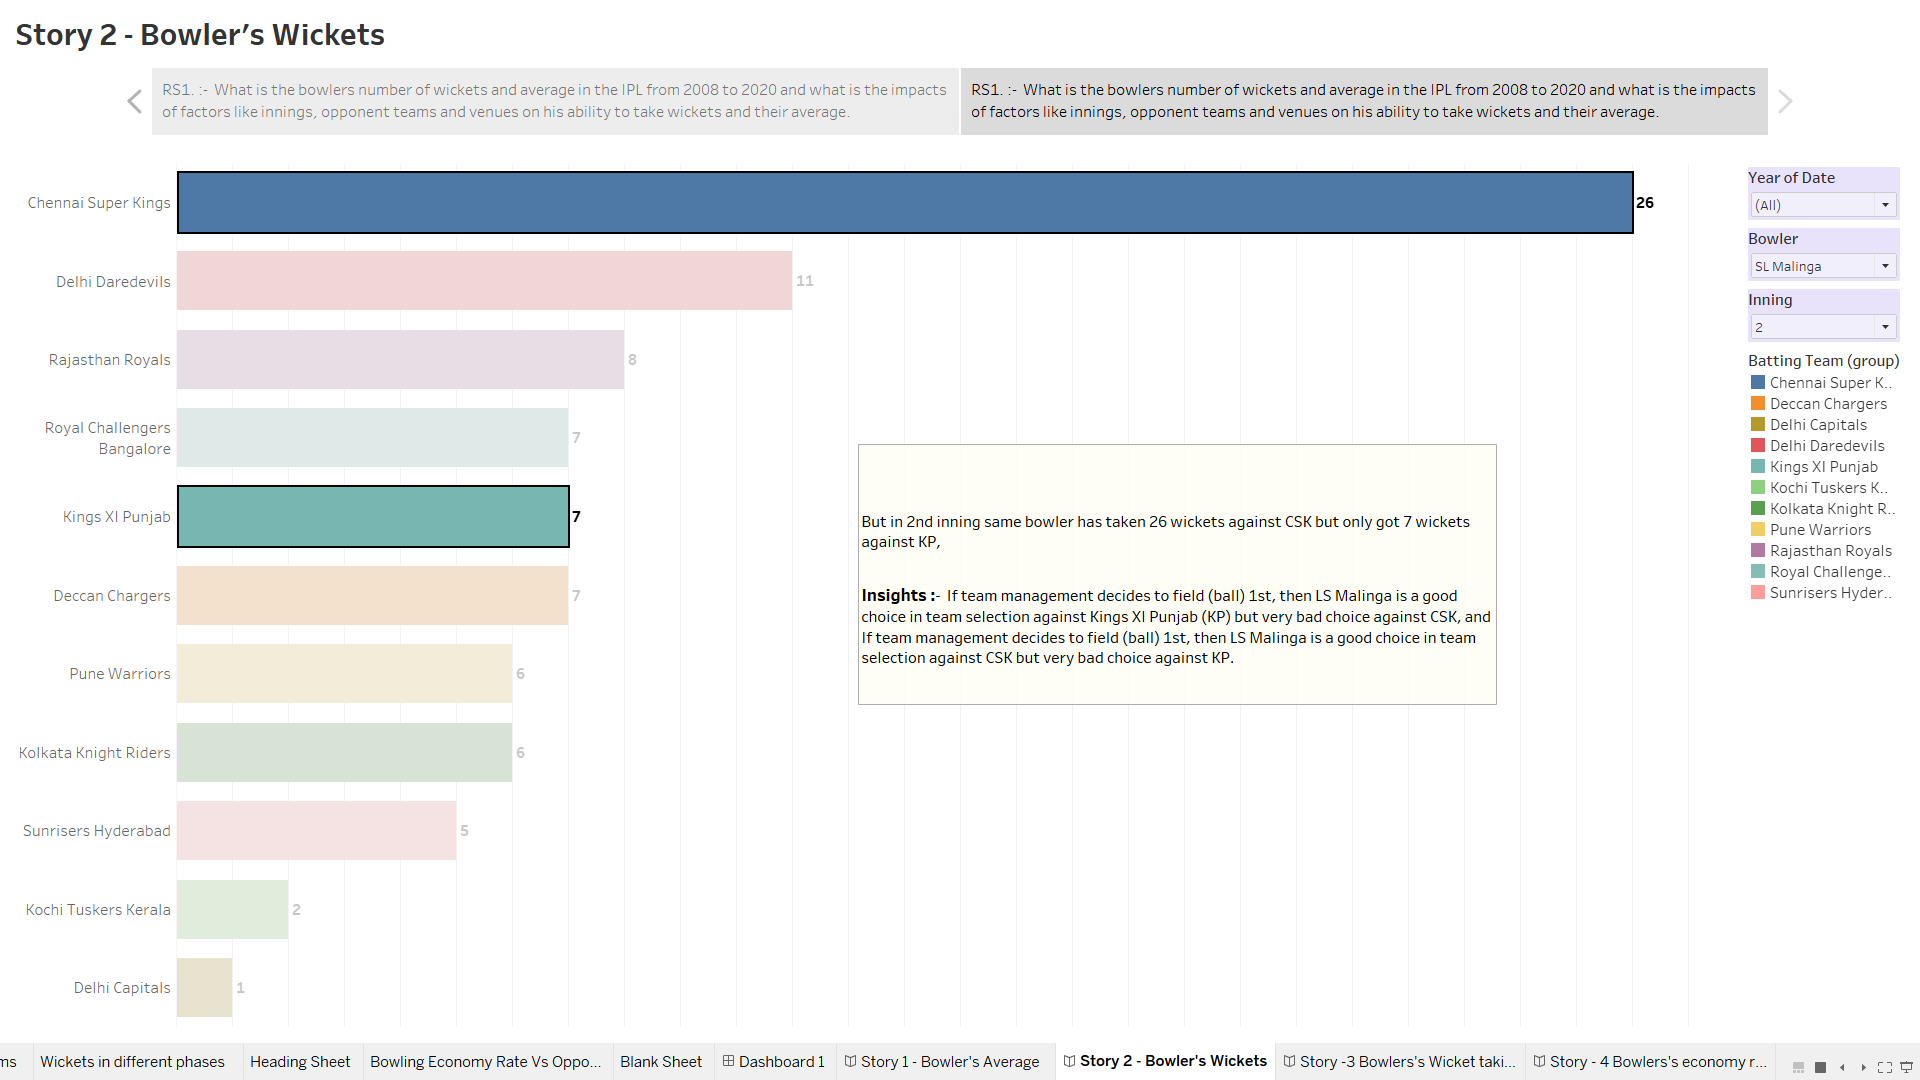 Story 2 - Bowler’s Wickets
RS1. :-  What is the bowlers number of wickets and average in the IPL from 2008 to 2020 and what is the impacts
of factors like innings, opponent teams and venues on his ability to take wickets and their average.
RS1. :-  What is the bowlers number of wickets and average in the IPL from 2008 to 2020 and what is the impacts
of factors like innings, opponent teams and venues on his ability to take wickets and their average.
Chennai Super Kings
26
Delhi Daredevils
11
Rajasthan Royals
8
Royal Challengers
Bangalore
7
Kings XI Punjab
7
Deccan Chargers
7
Pune Warriors
6
Kolkata Knight Riders
6
Sunrisers Hyderabad
5
Kochi Tuskers Kerala
2
Delhi Capitals
1
But in 2nd inning same bowler has taken 26 wickets against CSK but only got 7 wickets
against KP,
Insights :-  If team management decides to field (ball) 1st, then LS Malinga is a good
choice in team selection against Kings XI Punjab (KP) but very bad choice against CSK, and
If team management decides to field (ball) 1st, then LS Malinga is a good choice in team
selection against CSK but very bad choice against KP.
Year of Date
(All)
Bowler
SL Malinga
Inning
2
Batting Team (group)
Chennai Super K..
Deccan Chargers
Delhi Capitals
Delhi Daredevils
Kings XI Punjab
Kochi Tuskers K..
Kolkata Knight R..
Pune Warriors
Rajasthan Royals
Royal Challenge..
Sunrisers Hyder..
ms
Wickets in different phases
Heading Sheet
Bowling Economy Rate Vs Oppo...
Blank Sheet
Dashboard 1
Story 1 - Bowler's Average
Story 2 - Bowler's Wickets
Story -3 Bowlers's Wicket taki...
Story - 4 Bowlers's economy r...